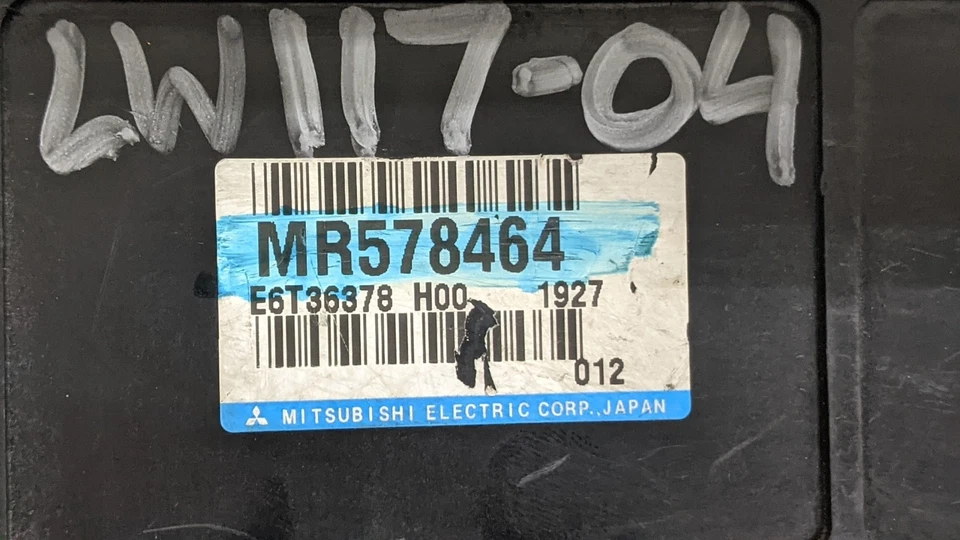 LW117-04
MR578464
E6T36378 H00 1927
012
MITSUBISHI ELECTRIC CORP., JAPAN